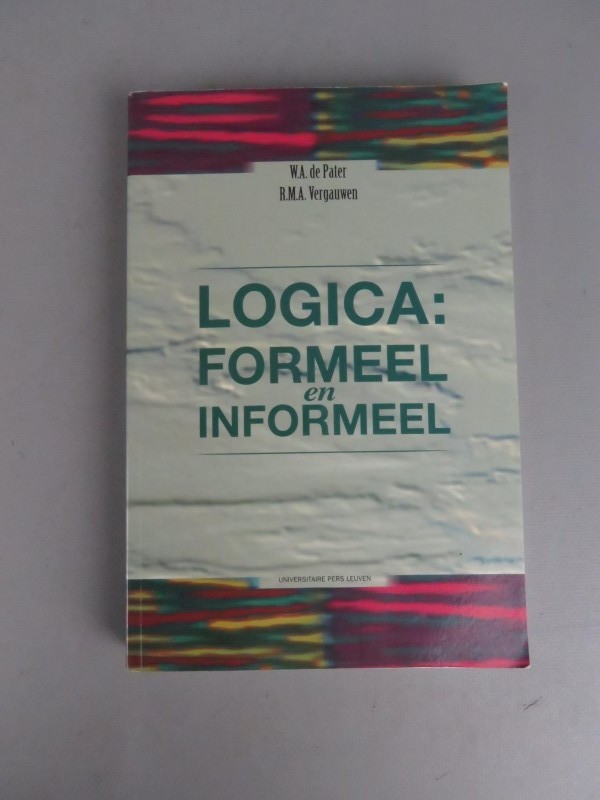 W.A. de Pater
R.M.A. Vergauwen
LOGICA:
FORMEEL
en
INFORMEEL
UNIVERSITAIRE PERS LEUVEN